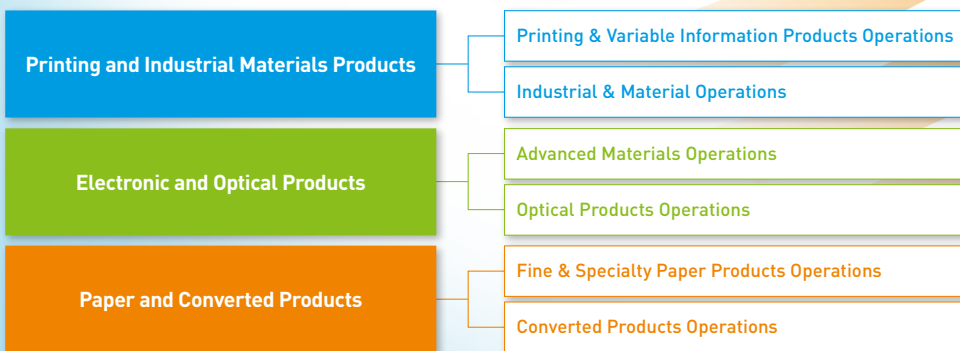 Printing and Industrial Materials Products
Printing & Variable Information Products Operations
Industrial & Material Operations
Electronic and Optical Products
Advanced Materials Operations
Optical Products Operations
Paper and Converted Products
Fine & Specialty Paper Products Operations
Converted Products Operations